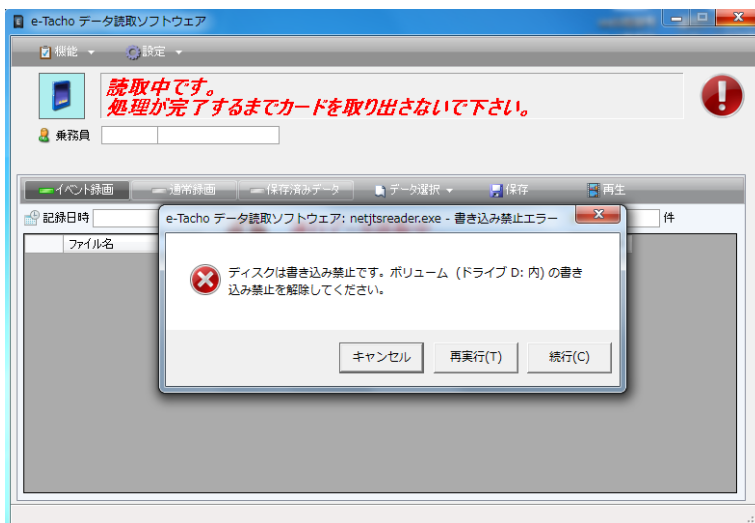 e-Tacho データ読取ソフトウェア
機能
設定
読取中です。
処理が完了するまでカードを取り出さないで下さい。
乗務員
イベント録画
通常録画
保存済みデータ
データ選択
保存
再生
記録日時
件
ファイル名
e-Tacho データ読取ソフトウェア: netjtsreader.exe - 書き込み禁止エラー
ディスクは書き込み禁止です。ボリューム (ドライブ D: 内) の書き
込み禁止を解除してください。
キャンセル
再実行(T)
続行(C)